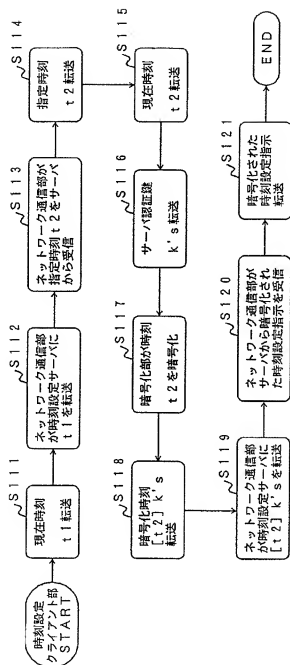 時刻設定
クライアント部
START
S111
現在時刻
t1転送
S112
ネットワーク通信部
が時刻設定サーバに
t1を転送
S113
ネットワーク通信部が
指定時刻t2をサーバ
から受信
S114
指定時刻
t2転送
S115
現在時刻
t2転送
S116
サーバ認証鍵
k's転送
S117
暗号化部が時刻
t2を暗号化
S118
暗号化時刻
[t2]k's
転送
S119
ネットワーク通信部
が時刻設定サーバに
[t2]k'sを転送
S120
ネットワーク通信部が
サーバから暗号化され
た時刻設定指示を受信
S121
暗号化された
時刻設定指示
転送
END